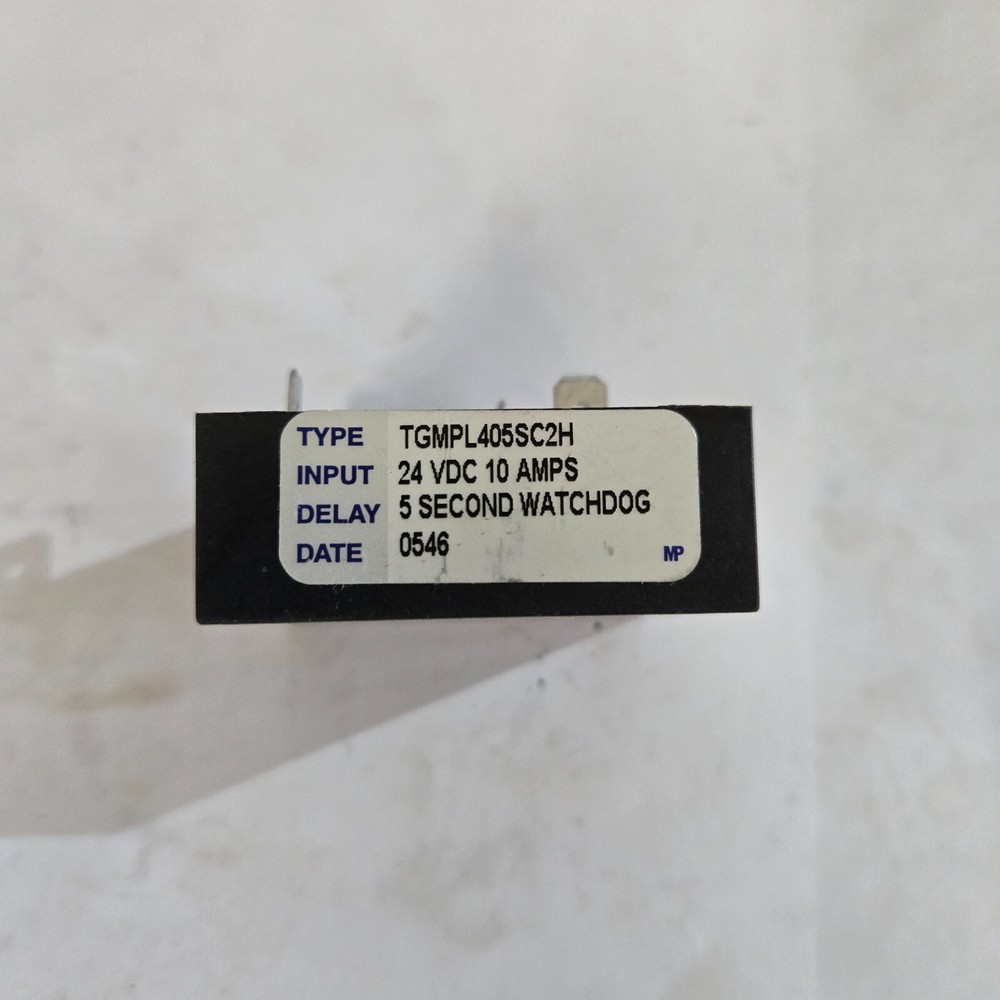 TYPE TGMPL405SC2H
INPUT 24 VDC 10 AMPS
DELAY 5 SECOND WATCHDOG
DATE 0546
MP